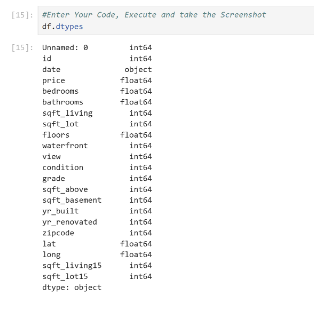 [15]: #Enter Your Code, Execute and take the Screenshot
df.dtypes
[15]: Unnamed: 0 int64
id int64
date object
price float64
bedrooms float64
bathrooms float64
sqft_living int64
sqft_lot int64
floors float64
waterfront int64
view int64
condition int64
grade int64
sqft_above int64
sqft_basement int64
yr_built int64
yr_renovated int64
zipcode int64
lat float64
long float64
sqft_living15 int64
sqft_lot15 int64
dtype: object